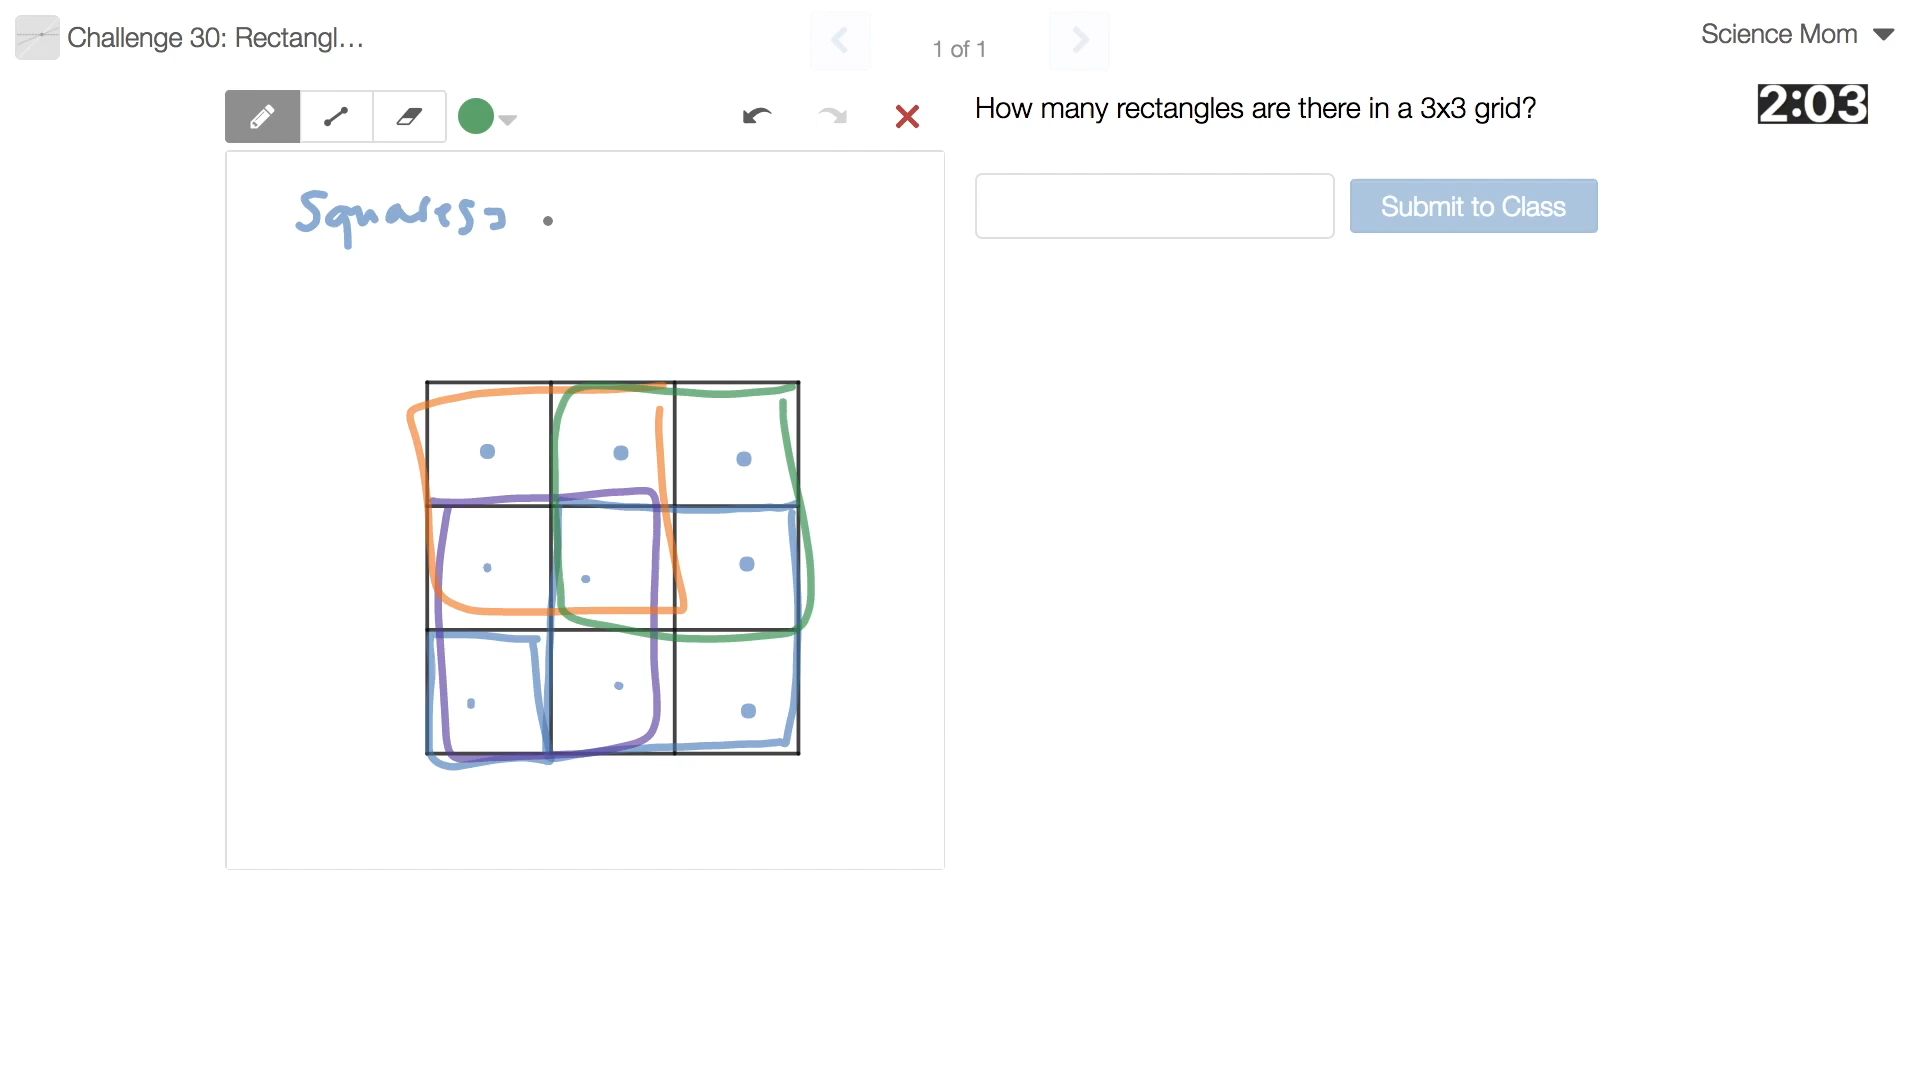 Challenge 30: Rectangl...
1 of 1
Science Mom
How many rectangles are there in a 3x3 grid?
2:03
Submit to Class
Squares=